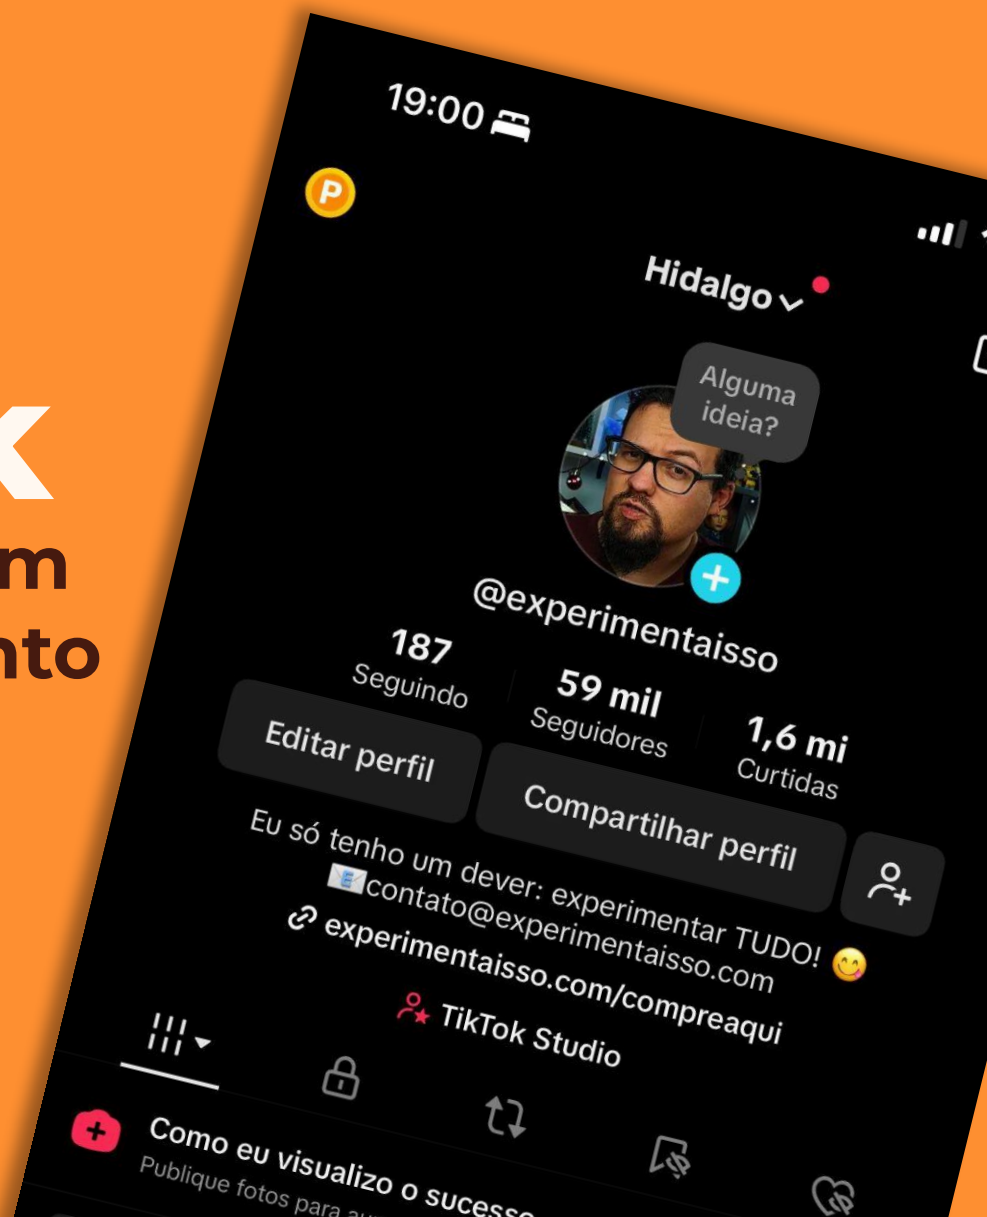 19:00
P
Hidalgo
Alguma
ideia?
K
m
nto
@experimentaisso
187
Seguindo
59 mil
Seguidores
1,6 mi
Curtidas
Editar perfil
Compartilhar perfil
Eu só tenho um dever: experimentar TUDO! 😋
📧contato@experimentaisso.com
experimentaisso.com/compreaqui
TikTok Studio
Como eu visualizo o sucesso
Publique fotos para